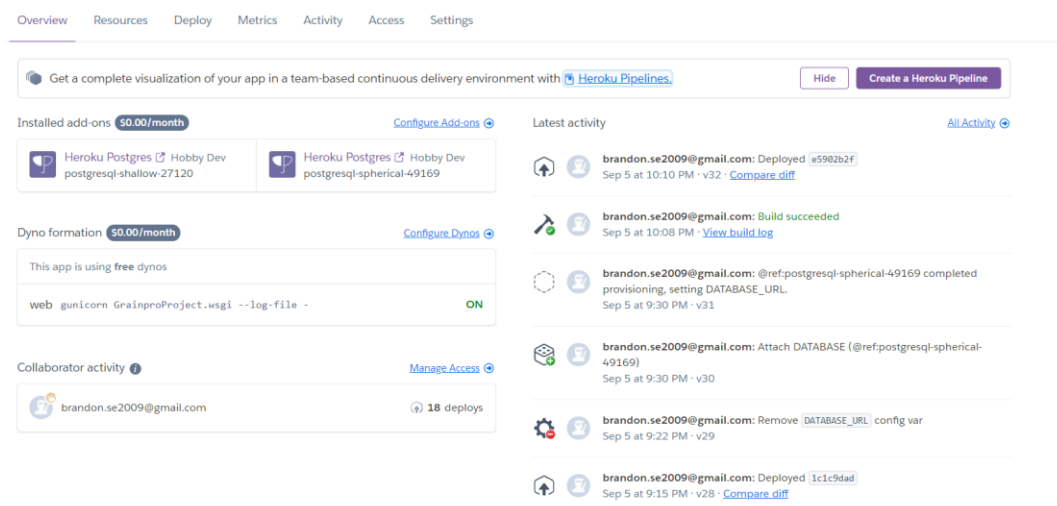 Overview Resources Deploy Metrics Activity Access Settings
Get a complete visualization of your app in a team-based continuous delivery environment with Heroku Pipelines.
Hide
Create a Heroku Pipeline
Installed add-ons $0.00/month
Configure Add-ons
Heroku Postgres Hobby Dev
postgresql-shallow-27120
Heroku Postgres Hobby Dev
postgresql-spherical-49169
Dyno formation $0.00/month
Configure Dynos
This app is using free dynos
web gunicorn GrainproProject.wsgi --log-file -
ON
Collaborator activity
Manage Access
brandon.se2009@gmail.com
18 deploys
Latest activity
All Activity
brandon.se2009@gmail.com: Deployed e5902b2f
Sep 5 at 10:10 PM · v32 · Compare diff
brandon.se2009@gmail.com: Build succeeded
Sep 5 at 10:08 PM · View build log
brandon.se2009@gmail.com: @ref:postgresql-spherical-49169 completed
provisioning, setting DATABASE_URL.
Sep 5 at 9:30 PM · v31
brandon.se2009@gmail.com: Attach DATABASE (@ref:postgresql-spherical-
49169)
Sep 5 at 9:30 PM · v30
brandon.se2009@gmail.com: Remove DATABASE_URL config var
Sep 5 at 9:22 PM · v29
brandon.se2009@gmail.com: Deployed 1c1c9dad
Sep 5 at 9:15 PM · v28 · Compare diff